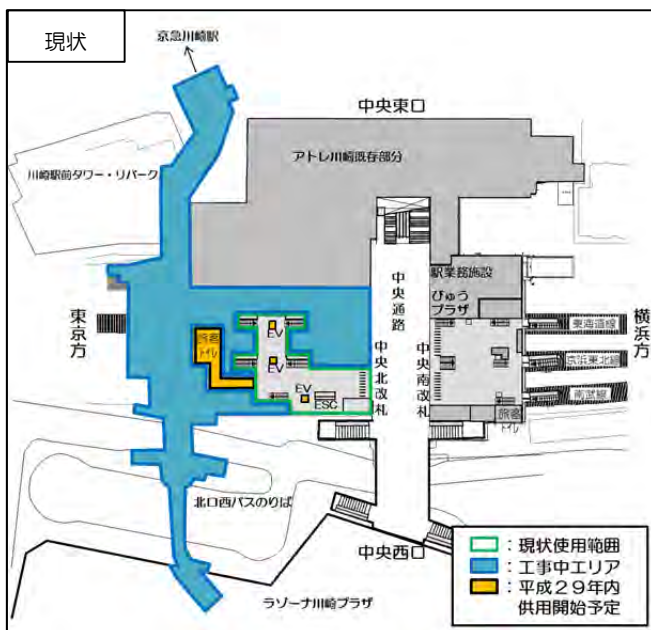 現状
京急川崎駅
中央東口
アトレ川崎既存部分
川崎駅前タワー・リパーク
駅業務施設
びゅう
プラザ
中央通路
東京方
横浜方
旅客
トイレ
EV
EV
EV
ESC
中央北改札
中央南改札
東海道線
京浜東北線
南武線
旅客
トイレ
北口西バスのりば
中央西口
ラゾーナ川崎プラザ
：現状使用範囲
：工事中エリア
：平成２９年内
供用開始予定